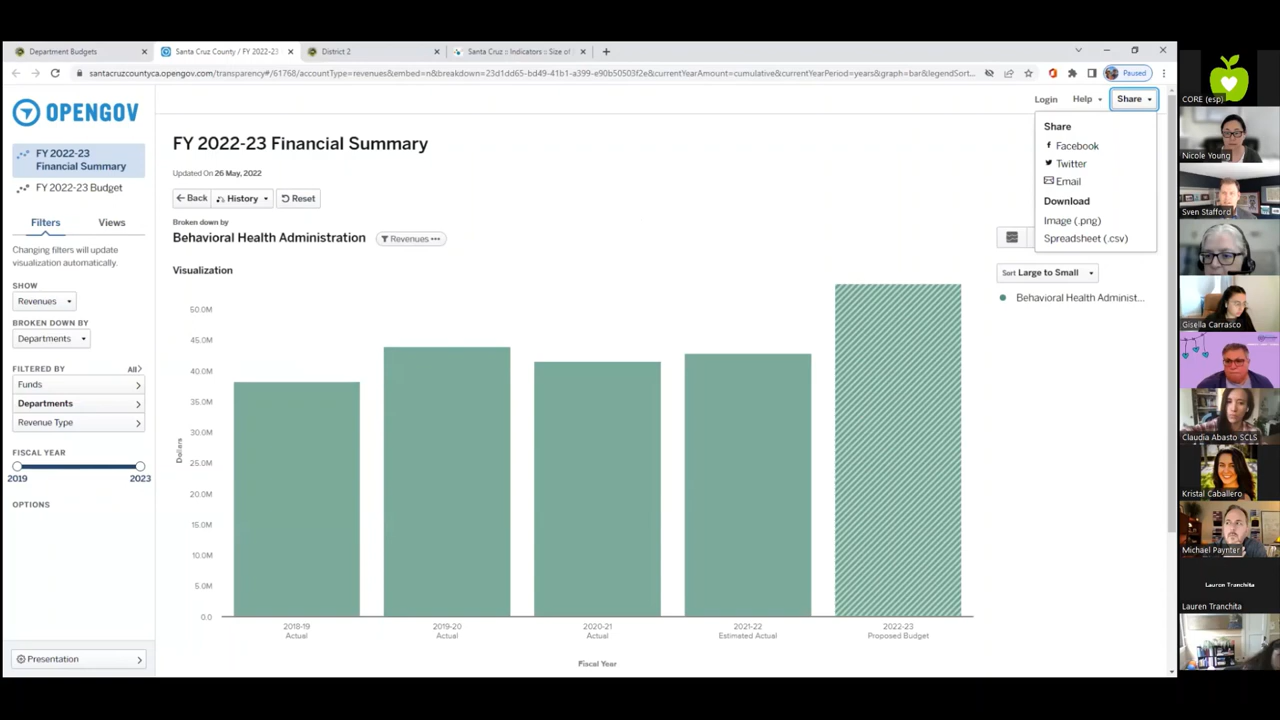 Department Budgets
Santa Cruz County / FY 2022-23
District 2
Santa Cruz :: Indicators :: Size of
santacruzcountyca.opengov.com/transparency#/61768/accountType=revenues&embed=n&breakdown=23d1dd65-bd49-41b1-a399-e90b50503f2e&currentYearAmount=cumulative&currentYearPeriod=years&graph=bar&legendSort...
Paused
OPENGOV
FY 2022-23
Financial Summary
FY 2022-23 Budget
Filters
Views
Changing filters will update
visualization automatically.
SHOW
Revenues
BROKEN DOWN BY
Departments
FILTERED BY
All
Funds
Departments
Revenue Type
FISCAL YEAR
2019
2023
OPTIONS
Presentation
Login
Help
Share
Share
Facebook
Twitter
Email
Download
Image (.png)
Spreadsheet (.csv)
FY 2022-23 Financial Summary
Updated On 26 May, 2022
Back
History
Reset
Broken down by
Behavioral Health Administration
Revenues •••
Visualization
Sort Large to Small
Behavioral Health Administ...
50.0M
45.0M
40.0M
35.0M
30.0M
25.0M
20.0M
15.0M
10.0M
5.0M
0.0
Dollars
2018-19
Actual
2019-20
Actual
2020-21
Actual
2021-22
Estimated Actual
2022-23
Proposed Budget
Fiscal Year
CORE (esp)
Nicole Young
Sven Stafford
Gisella Carrasco
Claudia Abasto SCLS
Kristal Caballero
Michael Paynter
Lauren Tranchita
Lauren Tranchita